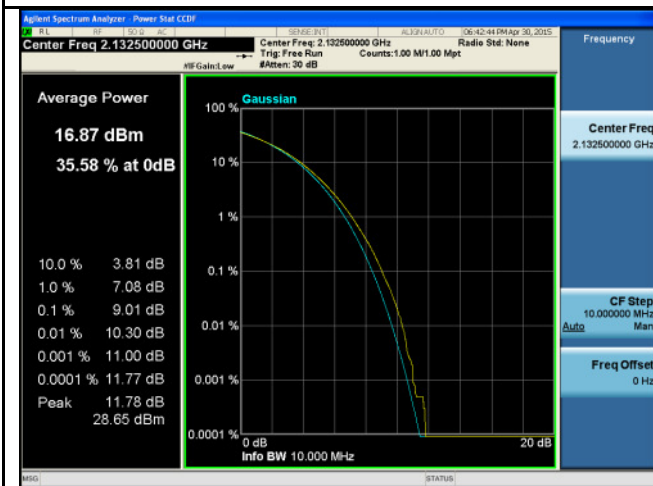 Agilent Spectrum Analyzer - Power Stat CCDF
RL RF 50 Ω AC SENSE:INT ALIGN AUTO 06:42:44 PM Apr 30, 2015
Center Freq 2.132500000 GHz
Center Freq: 2.132500000 GHz Radio Std: None
Trig: Free Run Counts:1.00 M/1.00 Mpt
#IFGain:Low #Atten: 30 dB
Frequency
Average Power
16.87 dBm
35.58 % at 0dB
10.0 % 3.81 dB
1.0 % 7.08 dB
0.1 % 9.01 dB
0.01 % 10.30 dB
0.001 % 11.00 dB
0.0001 % 11.77 dB
Peak 11.78 dB
28.65 dBm
100 % Gaussian
10 %
1 %
0.1 %
0.01 %
0.001 %
0.0001 %
0 dB 20 dB
Info BW 10.000 MHz
Center Freq
2.132500000 GHz
CF Step
10.000000 MHz
Auto Man
Freq Offset
0 Hz
MSG STATUS